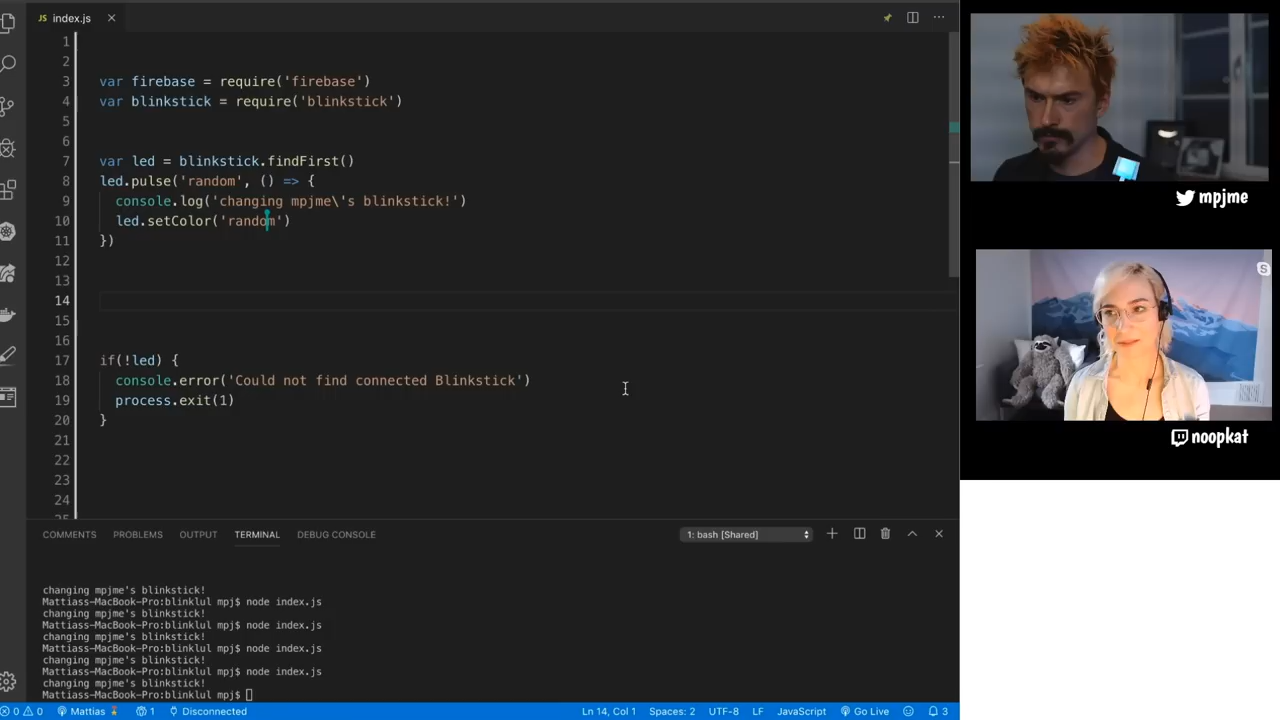 JS index.js
1
2
3 var firebase = require('firebase')
4 var blinkstick = require('blinkstick')
5
6
7 var led = blinkstick.findFirst()
8 led.pulse('random', () => {
9 console.log('changing mpjme\'s blinkstick!')
10 led.setColor('random')
11 })
12
13
14
15
16
17 if(!led) {
18 console.error('Could not find connected Blinkstick')
19 process.exit(1)
20 }
21
22
23
24
25
mpjme
noopkat
COMMENTS PROBLEMS OUTPUT TERMINAL DEBUG CONSOLE 1: bash [Shared]
changing mpjme's blinkstick!
Mattiass-MacBook-Pro:blinklul mpj$ node index.js
changing mpjme's blinkstick!
Mattiass-MacBook-Pro:blinklul mpj$ node index.js
changing mpjme's blinkstick!
Mattiass-MacBook-Pro:blinklul mpj$ node index.js
changing mpjme's blinkstick!
Mattiass-MacBook-Pro:blinklul mpj$ node index.js
changing mpjme's blinkstick!
Mattiass-MacBook-Pro:blinklul mpj$
0 0 Mattias 1 Disconnected Ln 14, Col 1 Spaces: 2 UTF-8 LF JavaScript Go Live 3